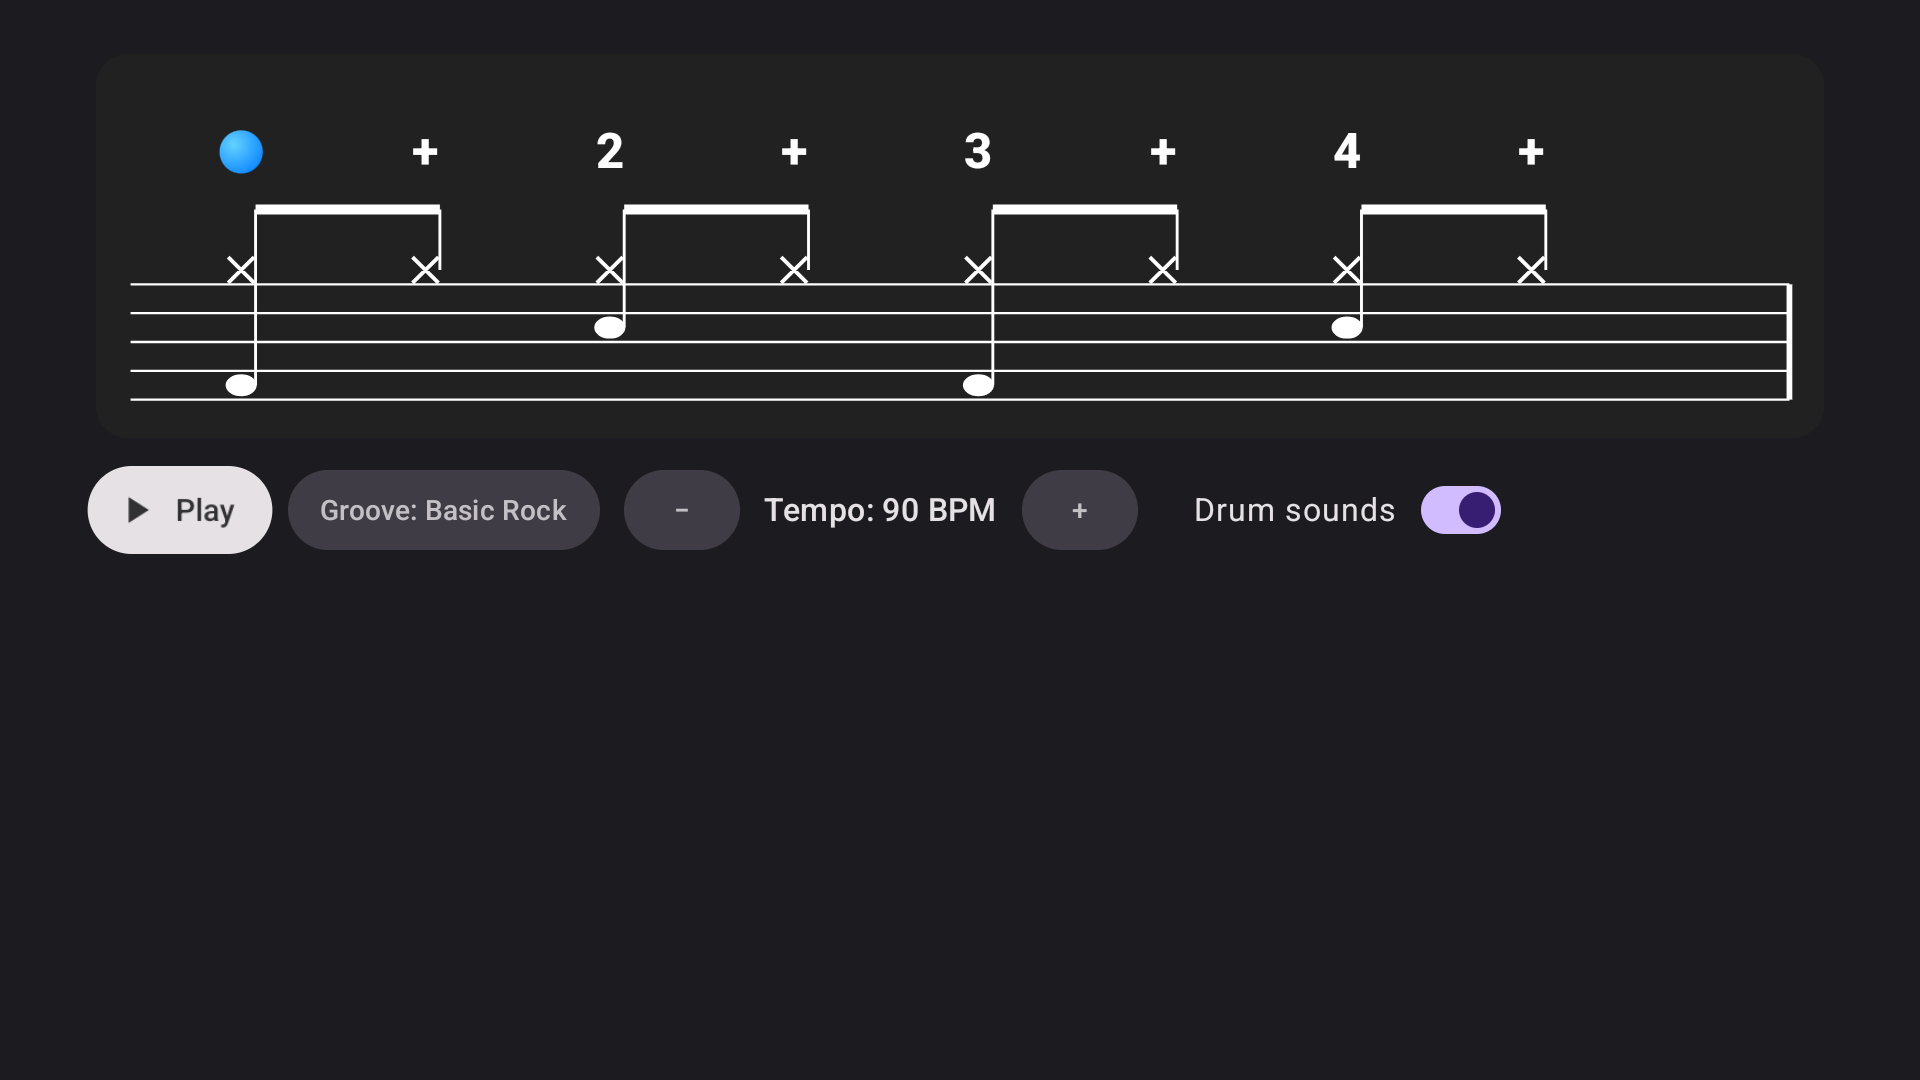 + 2 + 3 + 4 +
Play Groove: Basic Rock − Tempo: 90 BPM + Drum sounds